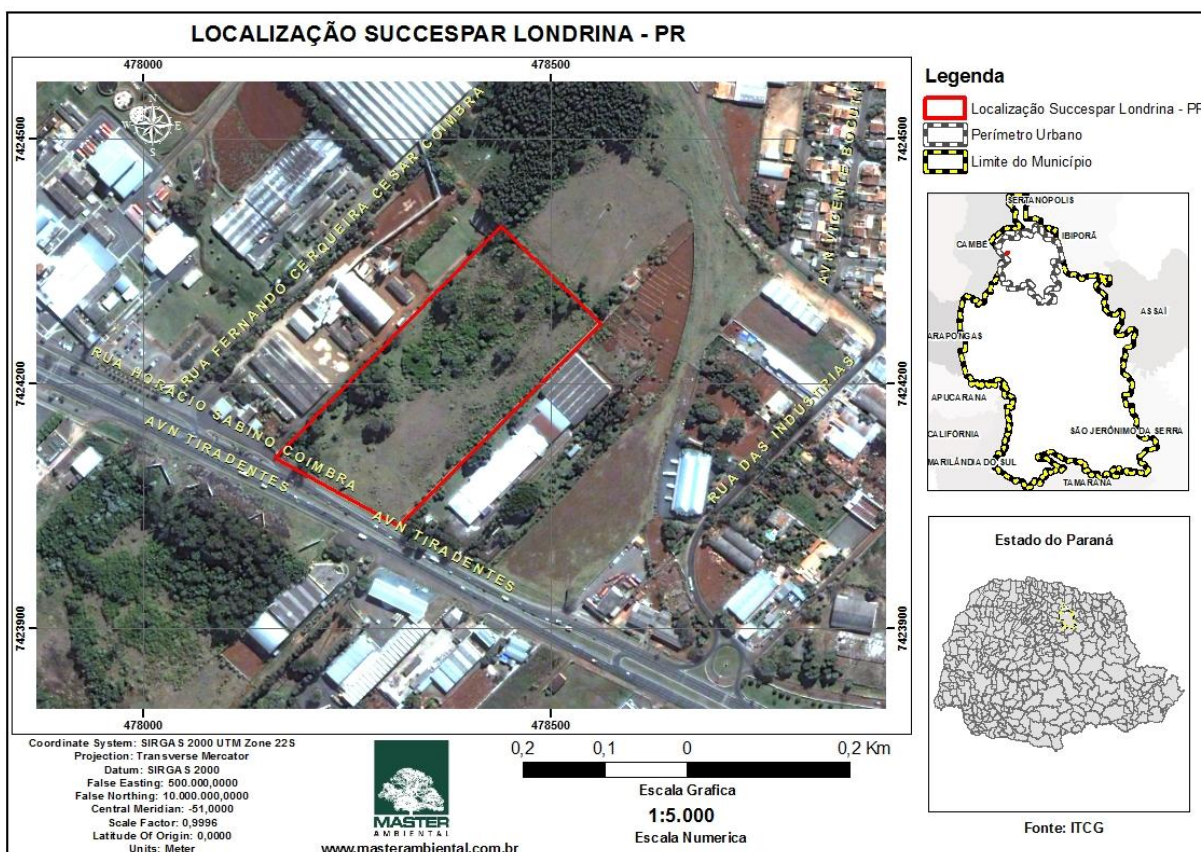 LOCALIZAÇÃO SUCCESPAR LONDRINA - PR
478000
478500
7424500
7424500
7424200
7424200
7423900
7423900
478000
478500
N
W
E
S
RUA FERNANDO CERQUEIRA CESAR COIMBRA
RUA HORACIO SABINO COIMBRA
AVN TIRADENTES
AVN TIRADENTES
RUA DAS INDUSTRIAS
AVN VICENTE
Legenda
Localização Succespar Londrina - PR
Perímetro Urbano
Limite do Município
SERTANÓPOLIS
CAMBÉ
IBIPORÃ
ASSAÍ
ARAPONGAS
APUCARANA
CALIFÓRNIA
SÃO JERÔNIMO DA SERRA
MARILÂNDIA DO SUL
TAMARANA
Estado do Paraná
Fonte: ITCG
Coordinate System: SIRGAS 2000 UTM Zone 22S
Projection: Transverse Mercator
Datum: SIRGAS 2000
False Easting: 500.000,0000
False Northing: 10.000.000,0000
Central Meridian: -51,0000
Scale Factor: 0,9996
Latitude Of Origin: 0,0000
Units: Meter
MASTER
AMBIENTAL
www.masterambiental.com.br
0,2 0,1 0 0,2 Km
Escala Grafica
1:5.000
Escala Numerica